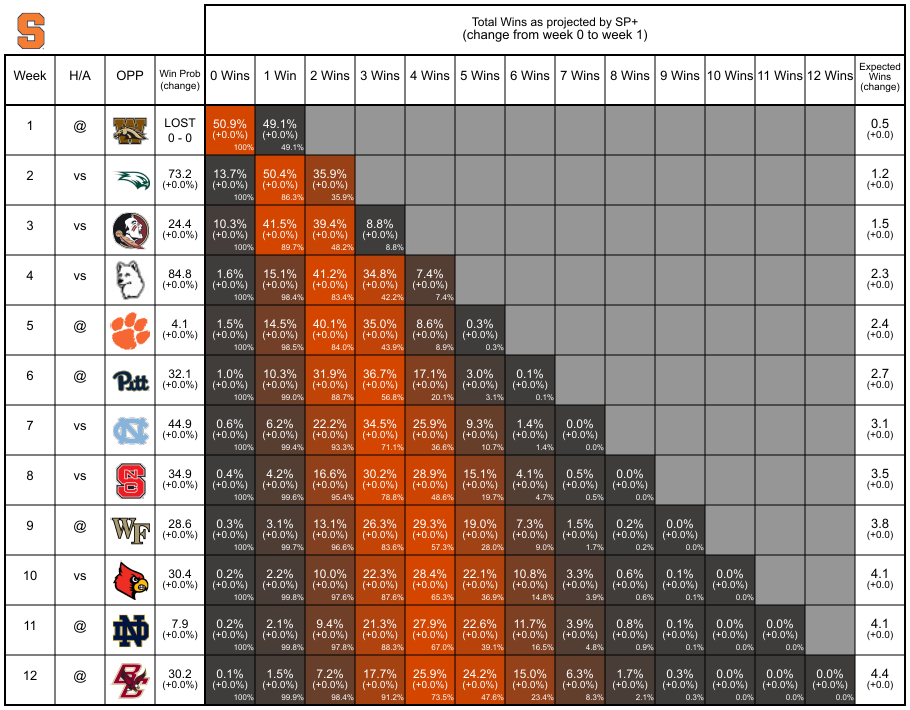 S
Total Wins as projected by SP+
(change from week 0 to week 1)
Week H/A OPP Win Prob (change) 0 Wins 1 Win 2 Wins 3 Wins 4 Wins 5 Wins 6 Wins 7 Wins 8 Wins 9 Wins 10 Wins 11 Wins 12 Wins Expected Wins (change)
1 @ W LOST 50.9% 49.1% 0.5
0 - 0 (+0.0%) (+0.0%) (+0.0)
100% 49.1%
2 vs 73.2 13.7% 50.4% 35.9% 1.2
(+0.0%) (+0.0%) (+0.0%) (+0.0%) (+0.0)
100% 86.3% 35.9%
3 vs 24.4 10.3% 41.5% 39.4% 8.8% 1.5
(+0.0%) (+0.0%) (+0.0%) (+0.0%) (+0.0%) (+0.0)
100% 89.7% 48.2% 8.8%
4 vs 84.8 1.6% 15.1% 41.2% 34.8% 7.4% 2.3
(+0.0%) (+0.0%) (+0.0%) (+0.0%) (+0.0%) (+0.0%) (+0.0)
100% 98.4% 83.4% 42.2% 7.4%
5 @ 4.1 1.5% 14.5% 40.1% 35.0% 8.6% 0.3% 2.4
(+0.0%) (+0.0%) (+0.0%) (+0.0%) (+0.0%) (+0.0%) (+0.0%) (+0.0)
100% 98.5% 84.0% 43.9% 8.9% 0.3%
6 @ Pitt 32.1 1.0% 10.3% 31.9% 36.7% 17.1% 3.0% 0.1% 2.7
(+0.0%) (+0.0%) (+0.0%) (+0.0%) (+0.0%) (+0.0%) (+0.0%) (+0.0%) (+0.0)
100% 99.0% 88.7% 56.8% 20.1% 3.1% 0.1%
7 vs NC 44.9 0.6% 6.2% 22.2% 34.5% 25.9% 9.3% 1.4% 0.0% 3.1
(+0.0%) (+0.0%) (+0.0%) (+0.0%) (+0.0%) (+0.0%) (+0.0%) (+0.0%) (+0.0%) (+0.0)
100% 99.4% 93.3% 71.1% 36.6% 10.7% 1.4% 0.0%
8 vs NCS 34.9 0.4% 4.2% 16.6% 30.2% 28.9% 15.1% 4.1% 0.5% 0.0% 3.5
(+0.0%) (+0.0%) (+0.0%) (+0.0%) (+0.0%) (+0.0%) (+0.0%) (+0.0%) (+0.0%) (+0.0%) (+0.0)
100% 99.6% 95.4% 78.8% 48.6% 19.7% 4.7% 0.5% 0.0%
9 @ WF 28.6 0.3% 3.1% 13.1% 26.3% 29.3% 19.0% 7.3% 1.5% 0.2% 0.0% 3.8
(+0.0%) (+0.0%) (+0.0%) (+0.0%) (+0.0%) (+0.0%) (+0.0%) (+0.0%) (+0.0%) (+0.0%) (+0.0%) (+0.0)
100% 99.7% 96.6% 83.6% 57.3% 28.0% 9.0% 1.7% 0.2% 0.0%
10 vs 30.4 0.2% 2.2% 10.0% 22.3% 28.4% 22.1% 10.8% 3.3% 0.6% 0.1% 0.0% 4.1
(+0.0%) (+0.0%) (+0.0%) (+0.0%) (+0.0%) (+0.0%) (+0.0%) (+0.0%) (+0.0%) (+0.0%) (+0.0%) (+0.0%) (+0.0)
100% 99.8% 97.6% 87.6% 65.3% 36.9% 14.8% 3.9% 0.6% 0.1% 0.0%
11 @ ND 7.9 0.2% 2.1% 9.4% 21.3% 27.9% 22.6% 11.7% 3.9% 0.8% 0.1% 0.0% 0.0% 4.1
(+0.0%) (+0.0%) (+0.0%) (+0.0%) (+0.0%) (+0.0%) (+0.0%) (+0.0%) (+0.0%) (+0.0%) (+0.0%) (+0.0%) (+0.0%) (+0.0)
100% 99.8% 97.8% 88.3% 67.0% 39.1% 16.5% 4.8% 0.9% 0.1% 0.0% 0.0%
12 @ BC 30.2 0.1% 1.5% 7.2% 17.7% 25.9% 24.2% 15.0% 6.3% 1.7% 0.3% 0.0% 0.0% 0.0% 4.4
(+0.0%) (+0.0%) (+0.0%) (+0.0%) (+0.0%) (+0.0%) (+0.0%) (+0.0%) (+0.0%) (+0.0%) (+0.0%) (+0.0%) (+0.0%) (+0.0%) (+0.0)
100% 99.9% 98.4% 91.2% 73.5% 47.6% 23.4% 8.3% 2.1% 0.3% 0.0% 0.0% 0.0%